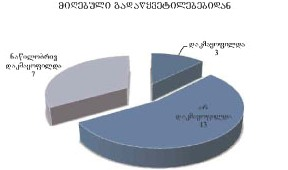 მიღებული გადაწყვეტილებებიდან
ნაწილობრივ
დაკმაყოფილდა
7
დაკმაყოფილდა
3
არ
დაკმაყოფილდა
13